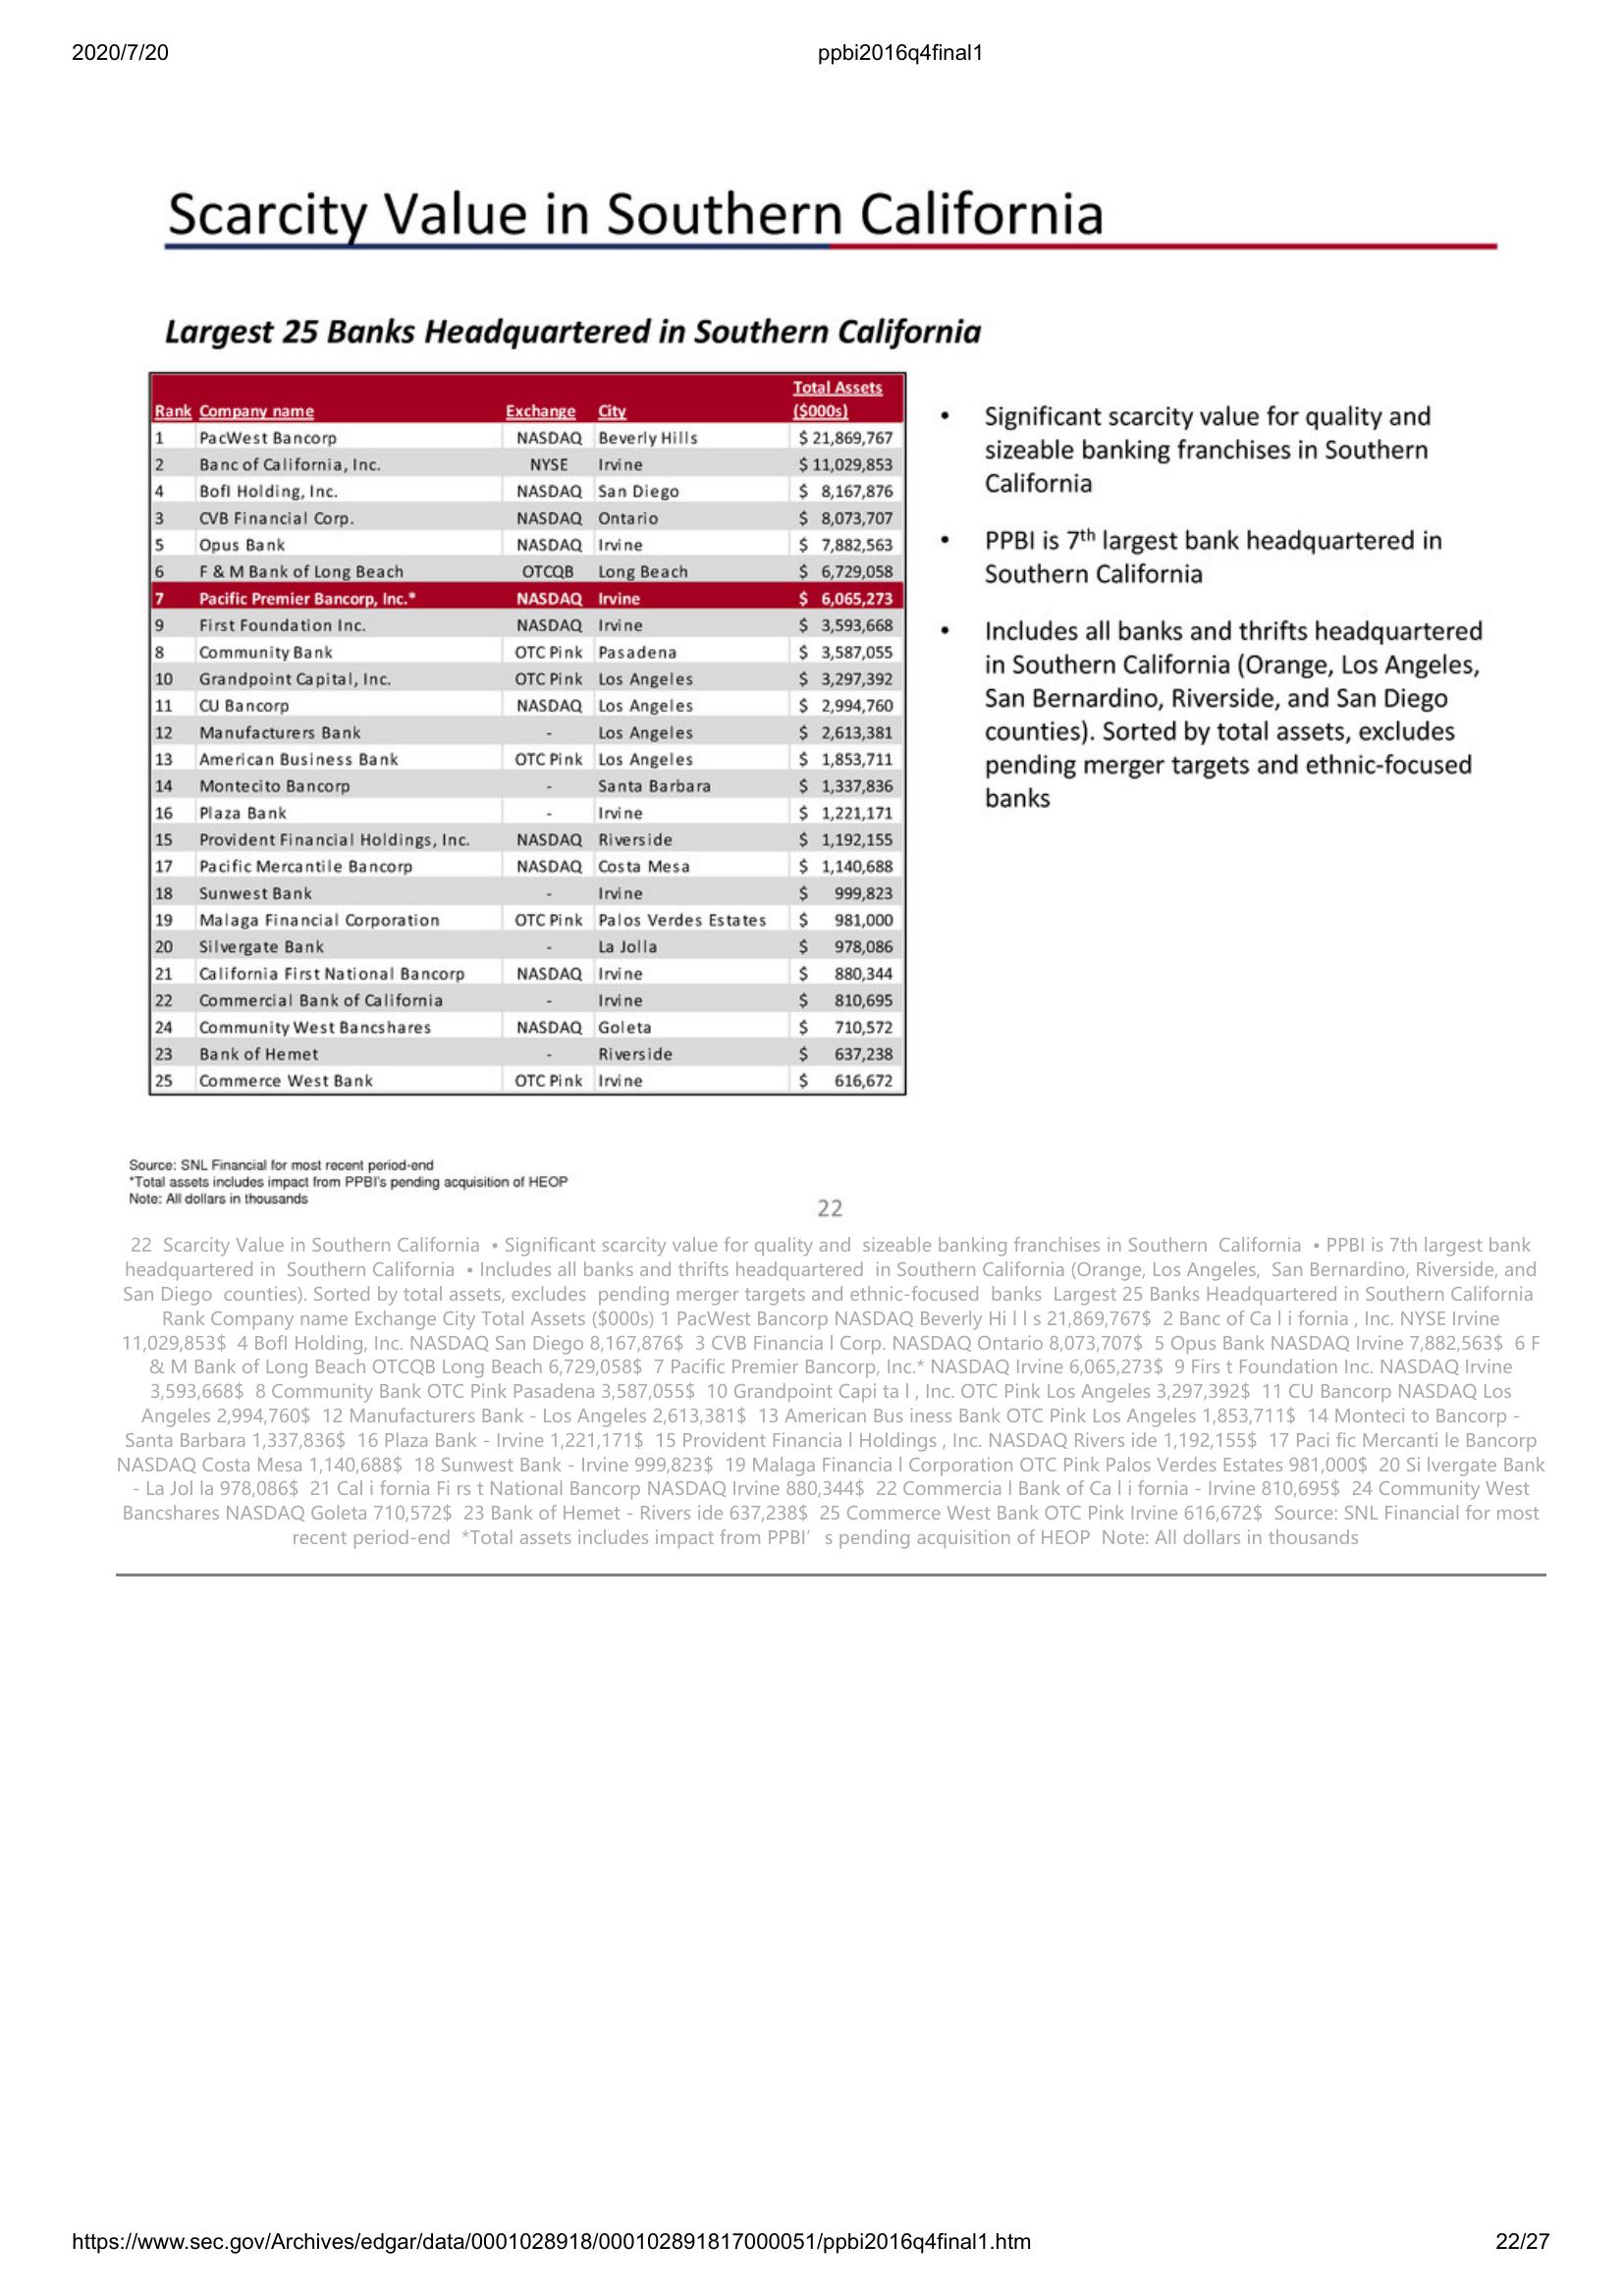 2020/7/20 ppbi2016q4final1
Scarcity Value in Southern California
Largest 25 Banks Headquartered in Southern California
Rank Company name Exchange City Total Assets ($000s)
1 PacWest Bancorp NASDAQ Beverly Hills $ 21,869,767
2 Banc of California, Inc. NYSE Irvine $ 11,029,853
4 BofI Holding, Inc. NASDAQ San Diego $ 8,167,876
3 CVB Financial Corp. NASDAQ Ontario $ 8,073,707
5 Opus Bank NASDAQ Irvine $ 7,882,563
6 F & M Bank of Long Beach OTCQB Long Beach $ 6,729,058
7 Pacific Premier Bancorp, Inc.* NASDAQ Irvine $ 6,065,273
9 First Foundation Inc. NASDAQ Irvine $ 3,593,668
8 Community Bank OTC Pink Pasadena $ 3,587,055
10 Grandpoint Capital, Inc. OTC Pink Los Angeles $ 3,297,392
11 CU Bancorp NASDAQ Los Angeles $ 2,994,760
12 Manufacturers Bank - Los Angeles $ 2,613,381
13 American Business Bank OTC Pink Los Angeles $ 1,853,711
14 Montecito Bancorp - Santa Barbara $ 1,337,836
16 Plaza Bank - Irvine $ 1,221,171
15 Provident Financial Holdings, Inc. NASDAQ Riverside $ 1,192,155
17 Pacific Mercantile Bancorp NASDAQ Costa Mesa $ 1,140,688
18 Sunwest Bank - Irvine $ 999,823
19 Malaga Financial Corporation OTC Pink Palos Verdes Estates $ 981,000
20 Silvergate Bank - La Jolla $ 978,086
21 California First National Bancorp NASDAQ Irvine $ 880,344
22 Commercial Bank of California - Irvine $ 810,695
24 Community West Bancshares NASDAQ Goleta $ 710,572
23 Bank of Hemet - Riverside $ 637,238
25 Commerce West Bank OTC Pink Irvine $ 616,672
• Significant scarcity value for quality and
sizeable banking franchises in Southern
California
• PPBI is 7th largest bank headquartered in
Southern California
• Includes all banks and thrifts headquartered
in Southern California (Orange, Los Angeles,
San Bernardino, Riverside, and San Diego
counties). Sorted by total assets, excludes
pending merger targets and ethnic-focused
banks
Source: SNL Financial for most recent period-end
*Total assets includes impact from PPBI's pending acquisition of HEOP
Note: All dollars in thousands
22
22 Scarcity Value in Southern California • Significant scarcity value for quality and sizeable banking franchises in Southern California • PPBI is 7th largest bank
headquartered in Southern California • Includes all banks and thrifts headquartered in Southern California (Orange, Los Angeles, San Bernardino, Riverside, and
San Diego counties). Sorted by total assets, excludes pending merger targets and ethnic-focused banks Largest 25 Banks Headquartered in Southern California
Rank Company name Exchange City Total Assets ($000s) 1 PacWest Bancorp NASDAQ Beverly Hi l l s 21,869,767$ 2 Banc of Ca l i fornia , Inc. NYSE Irvine
11,029,853$ 4 BofI Holding, Inc. NASDAQ San Diego 8,167,876$ 3 CVB Financia l Corp. NASDAQ Ontario 8,073,707$ 5 Opus Bank NASDAQ Irvine 7,882,563$ 6 F
& M Bank of Long Beach OTCQB Long Beach 6,729,058$ 7 Pacific Premier Bancorp, Inc.* NASDAQ Irvine 6,065,273$ 9 Firs t Foundation Inc. NASDAQ Irvine
3,593,668$ 8 Community Bank OTC Pink Pasadena 3,587,055$ 10 Grandpoint Capi ta l , Inc. OTC Pink Los Angeles 3,297,392$ 11 CU Bancorp NASDAQ Los
Angeles 2,994,760$ 12 Manufacturers Bank - Los Angeles 2,613,381$ 13 American Bus iness Bank OTC Pink Los Angeles 1,853,711$ 14 Monteci to Bancorp -
Santa Barbara 1,337,836$ 16 Plaza Bank - Irvine 1,221,171$ 15 Provident Financia l Holdings , Inc. NASDAQ Rivers ide 1,192,155$ 17 Paci fic Mercanti le Bancorp
NASDAQ Costa Mesa 1,140,688$ 18 Sunwest Bank - Irvine 999,823$ 19 Malaga Financia l Corporation OTC Pink Palos Verdes Estates 981,000$ 20 Si lvergate Bank
- La Jol la 978,086$ 21 Cal i fornia Fi rs t National Bancorp NASDAQ Irvine 880,344$ 22 Commercia l Bank of Ca l i fornia - Irvine 810,695$ 24 Community West
Bancshares NASDAQ Goleta 710,572$ 23 Bank of Hemet - Rivers ide 637,238$ 25 Commerce West Bank OTC Pink Irvine 616,672$ Source: SNL Financial for most
recent period-end *Total assets includes impact from PPBI’s pending acquisition of HEOP Note: All dollars in thousands
https://www.sec.gov/Archives/edgar/data/0001028918/000102891817000051/ppbi2016q4final1.htm 22/27